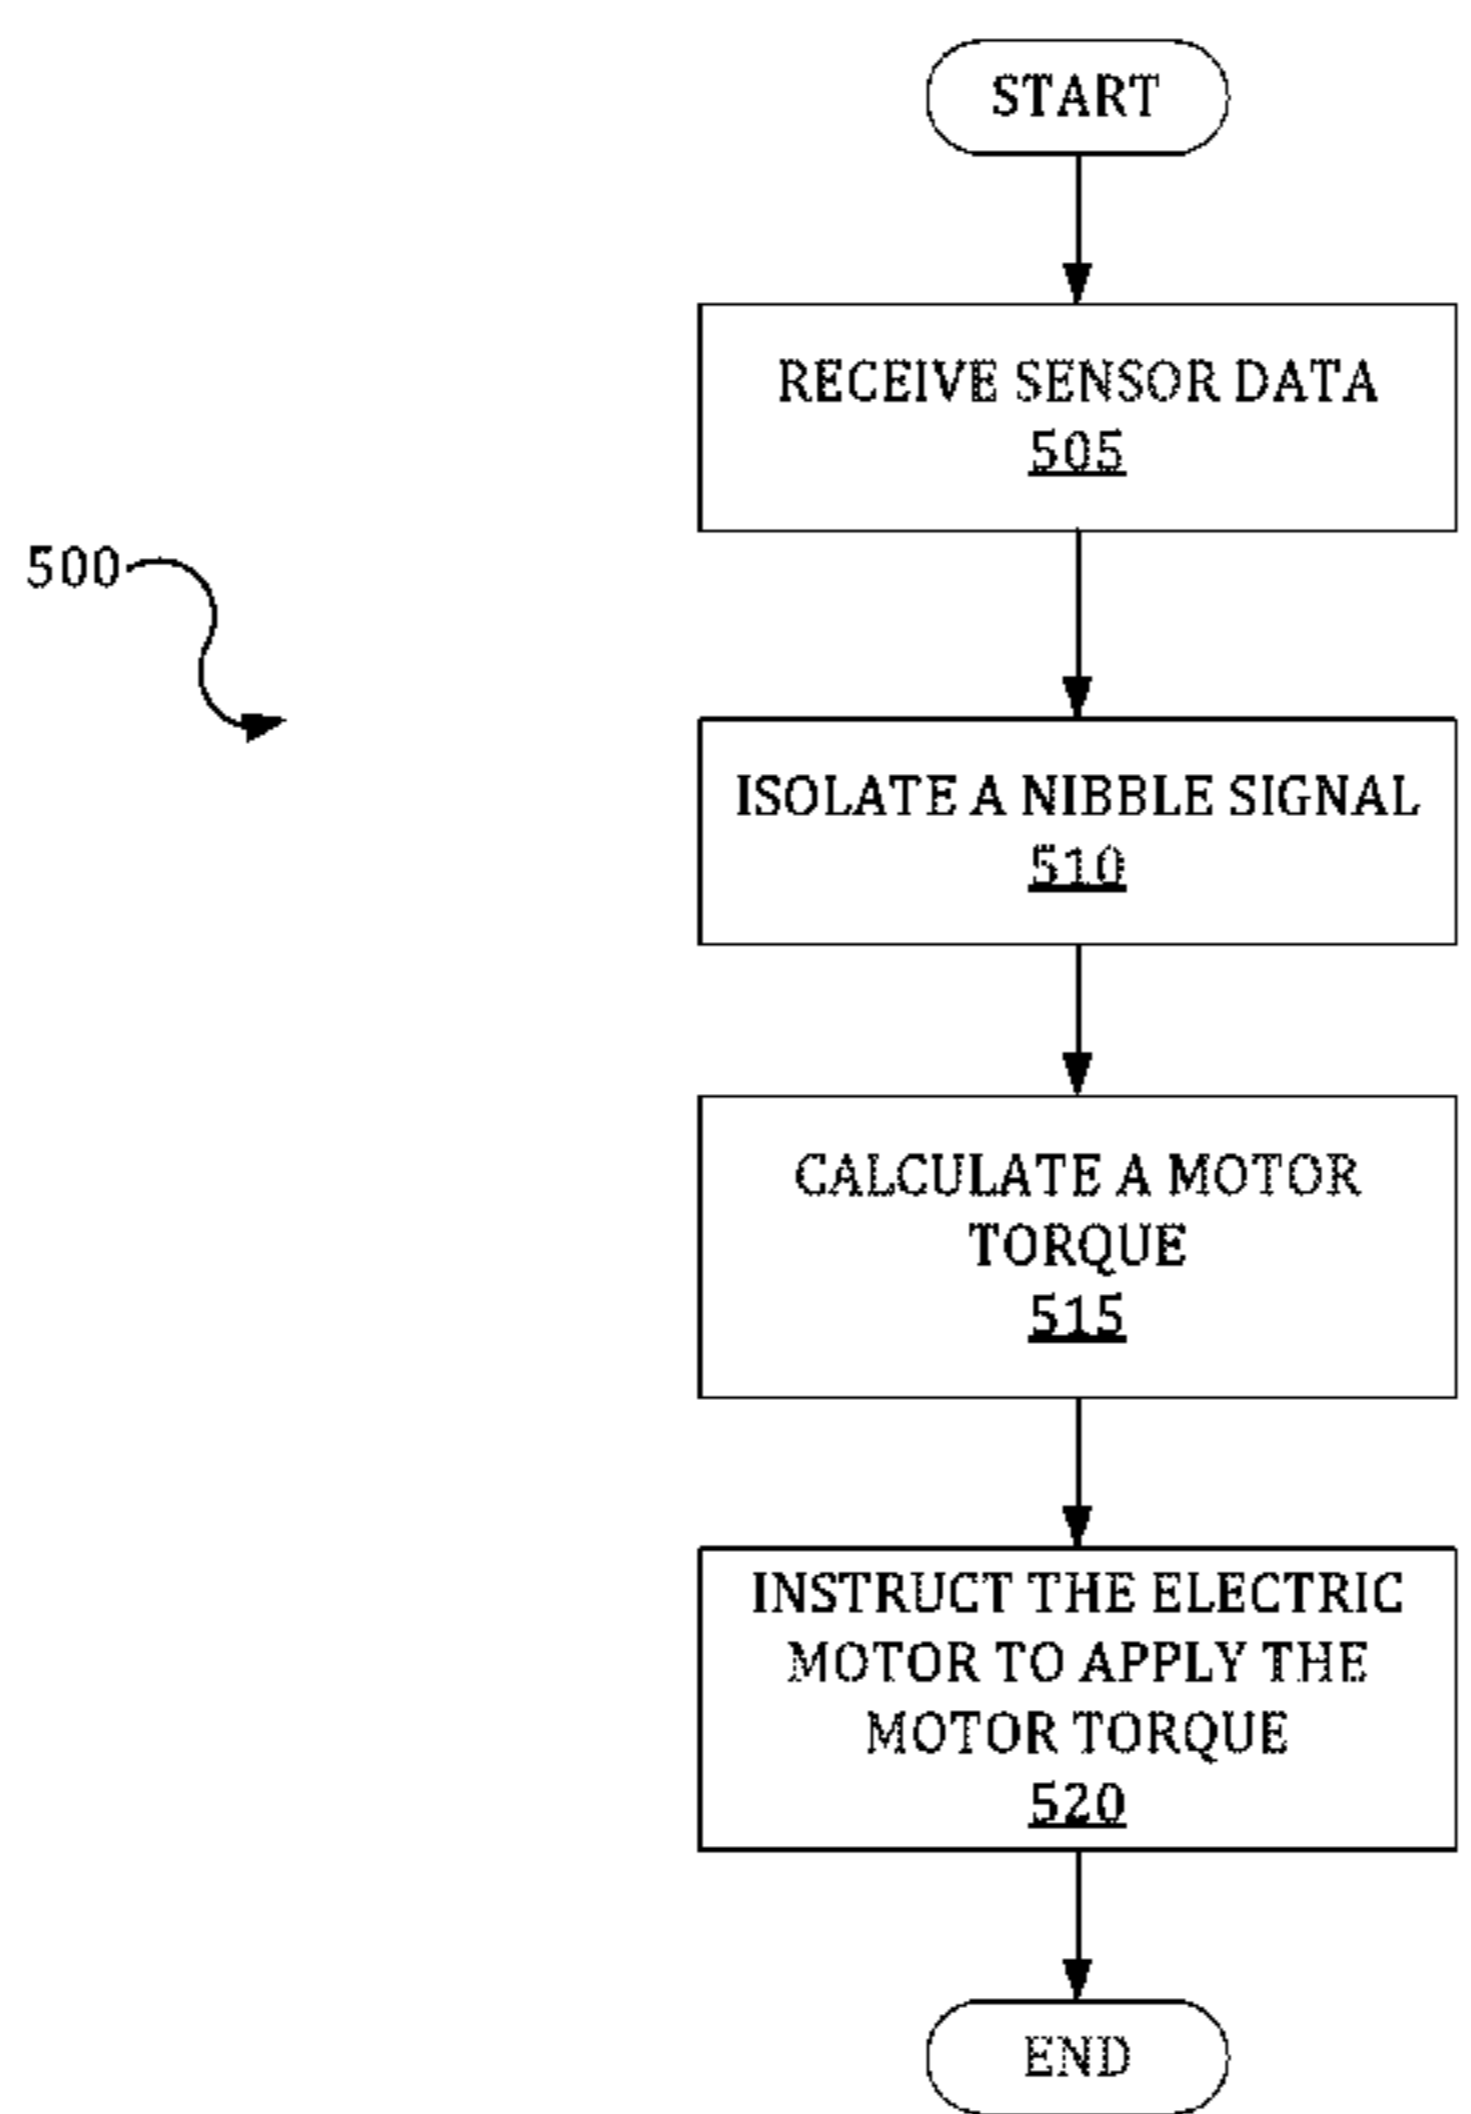 START
RECEIVE SENSOR DATA
505
500
ISOLATE A NIBBLE SIGNAL
510
CALCULATE A MOTOR
TORQUE
515
INSTRUCT THE ELECTRIC
MOTOR TO APPLY THE
MOTOR TORQUE
520
END